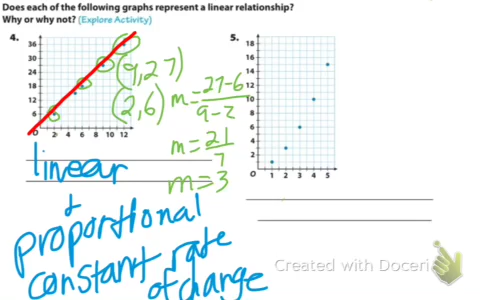 Does each of the following graphs represent a linear relationship?
Why or why not? (Explore Activity)
4.
36
30
24
18
12
6
O 2 4 6 8 10 12
(9,27)
(2,6)
m = 27-6
9-2
m = 21
7
m = 3
linear
+
proportional
constant rate
of change
5.
18
16
14
12
10
8
6
4
2
O 1 2 3 4 5
Created with Doceri